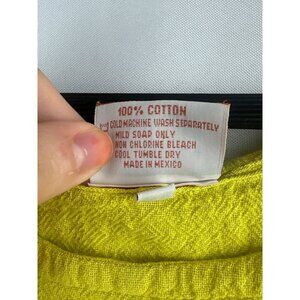 100% COTTON
COLD MACHINE WASH SEPARATELY
MILD SOAP ONLY
NON CHLORINE BLEACH
COOL TUMBLE DRY
MADE IN MEXICO